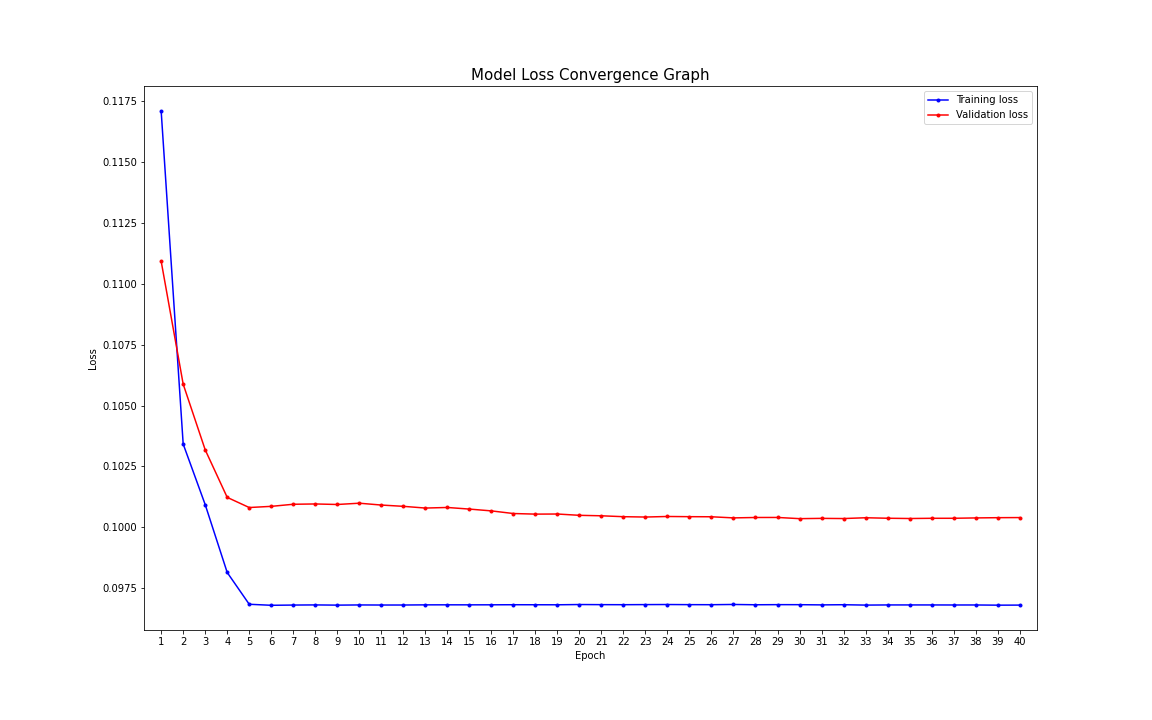 Model Loss Convergence Graph
Training loss
Validation loss
0.1175
0.1150
0.1125
0.1100
0.1075
0.1050
0.1025
0.1000
0.0975
Loss
1 2 3 4 5 6 7 8 9 10 11 12 13 14 15 16 17 18 19 20 21 22 23 24 25 26 27 28 29 30 31 32 33 34 35 36 37 38 39 40
Epoch